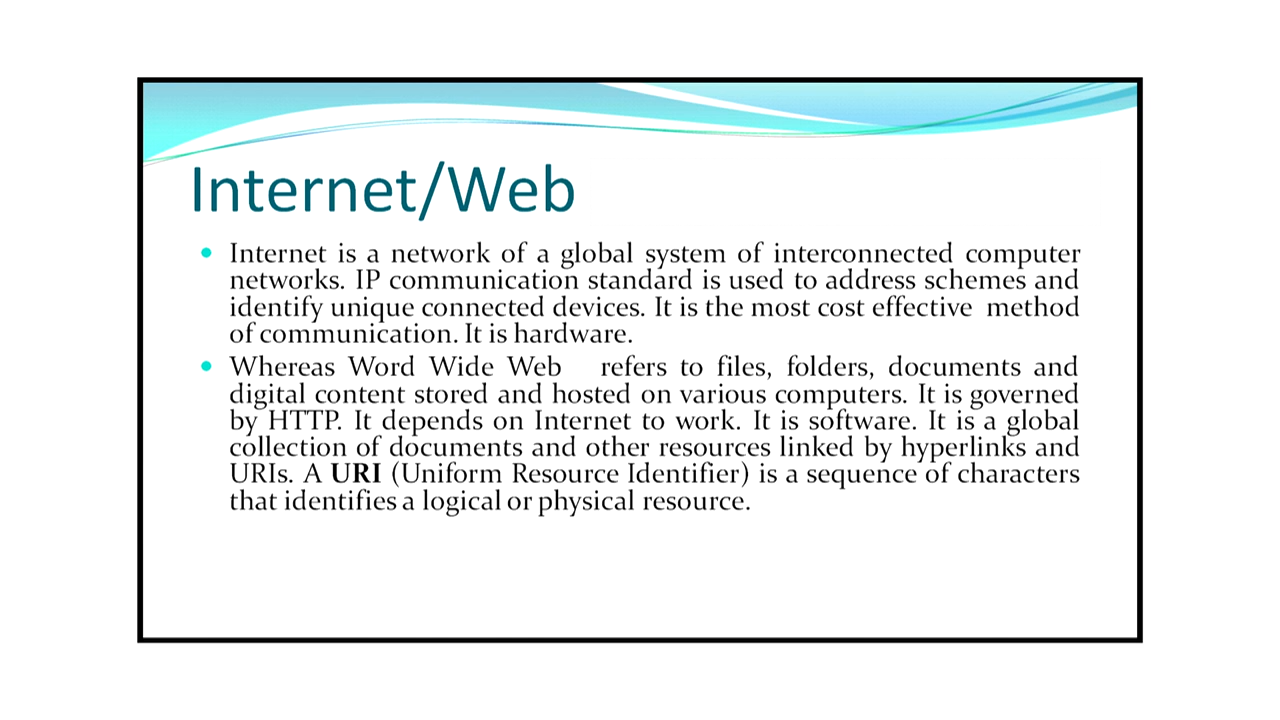 Internet/Web
Internet is a network of a global system of interconnected computer
networks. IP communication standard is used to address schemes and
identify unique connected devices. It is the most cost effective method
of communication. It is hardware.
Whereas Word Wide Web refers to files, folders, documents and
digital content stored and hosted on various computers. It is governed
by HTTP. It depends on Internet to work. It is software. It is a global
collection of documents and other resources linked by hyperlinks and
URIs. A URI (Uniform Resource Identifier) is a sequence of characters
that identifies a logical or physical resource.